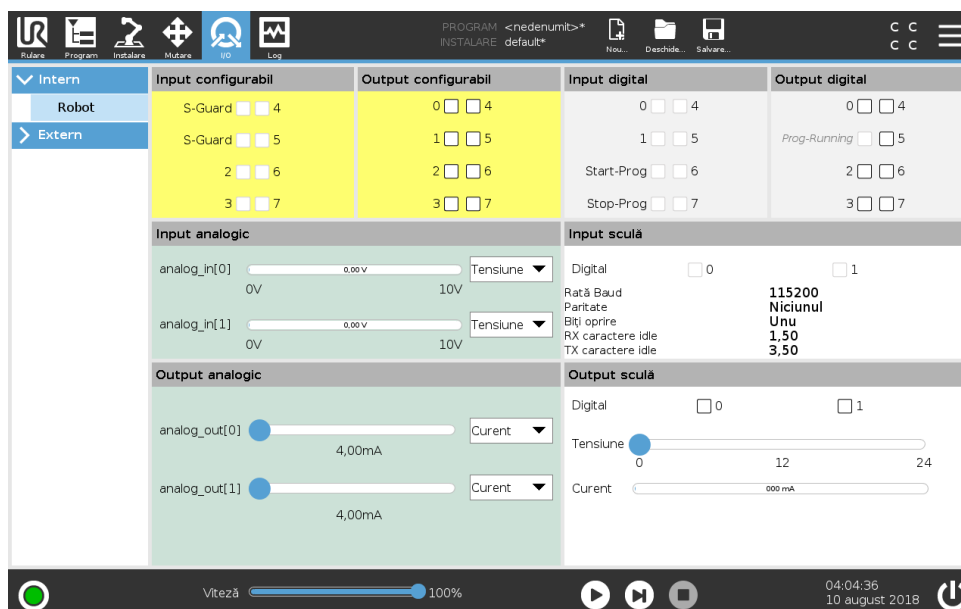 PROGRAM <nedenumit>*
INSTALARE default*
Rulare Program Instalare Mutare I/O Log Nou... Deschide... Salvare...
C C
C C
Intern
Robot
Extern
Input configurabil
S-Guard 4
S-Guard 5
2 6
3 7
Output configurabil
0 4
1 5
2 6
3 7
Input digital
0 4
1 5
Start-Prog 6
Stop-Prog 7
Output digital
0 4
Prog-Running 5
2 6
3 7
Input analogic
analog_in[0] 0,00 V Tensiune
0V 10V
analog_in[1] 0,00 V Tensiune
0V 10V
Input sculă
Digital 0 1
Rată Baud 115200
Paritate Niciunul
Biți oprire Unu
RX caractere idle 1,50
TX caractere idle 3,50
Output analogic
analog_out[0] Curent
4,00mA
analog_out[1] Curent
4,00mA
Output sculă
Digital 0 1
Tensiune
0 12 24
Curent 000 mA
Viteză 100%
04:04:36
10 august 2018